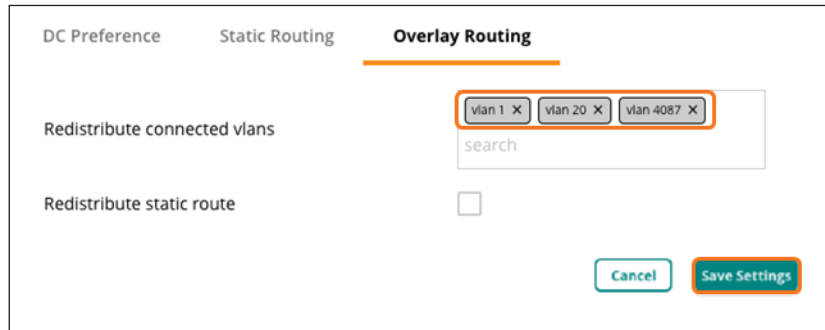 DC Preference Static Routing Overlay Routing
Redistribute connected vlans
vlan 1 × vlan 20 × vlan 4087 ×
search
Redistribute static route
Cancel Save Settings